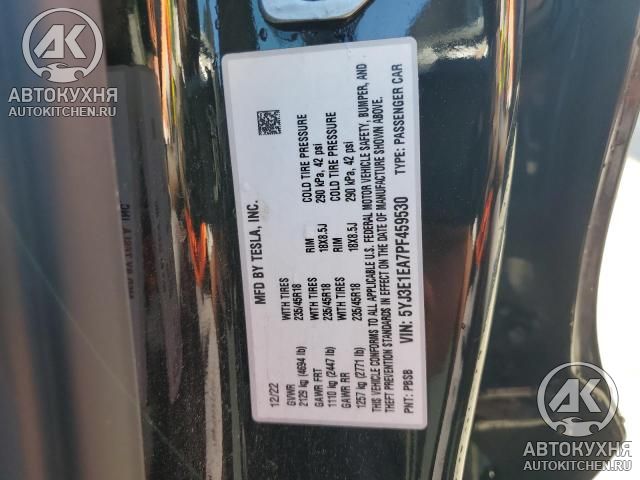 АК
АВТОКУХНЯ
AUTOKITCHEN.RU
MFD BY TESLA, INC.
12/22
GVWR WITH TIRES RIM COLD TIRE PRESSURE
2129 kg (4694 lb) 235/45R18 18X8.5J 290 kPa, 42 psi
GAWR FRT WITH TIRES RIM COLD TIRE PRESSURE
1110 kg (2447 lb) 235/45R18 18X8.5J 290 kPa, 42 psi
GAWR RR WITH TIRES
1257 kg (2771 lb) 235/45R18
THIS VEHICLE CONFORMS TO ALL APPLICABLE U.S. FEDERAL MOTOR VEHICLE SAFETY, BUMPER, AND
THEFT PREVENTION STANDARDS IN EFFECT ON THE DATE OF MANUFACTURE SHOWN ABOVE.
VIN: 5YJ3E1EA7PF459530 TYPE: PASSENGER CAR
PNT: PBSB
АК
АВТОКУХНЯ
AUTOKITCHEN.RU